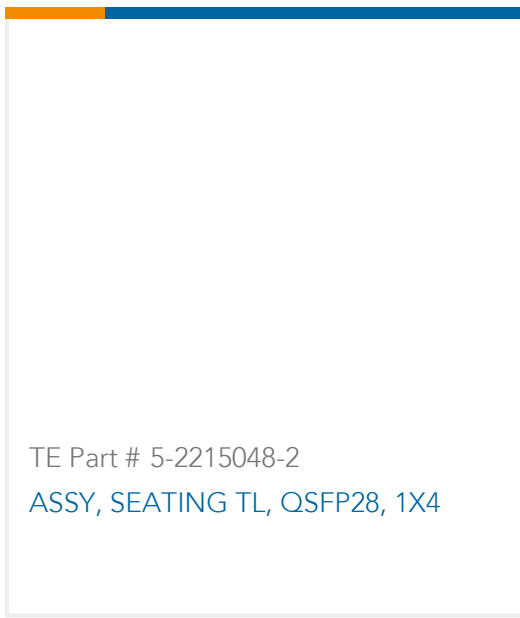 TE Part # 5-2215048-2
ASSY, SEATING TL, QSFP28, 1X4